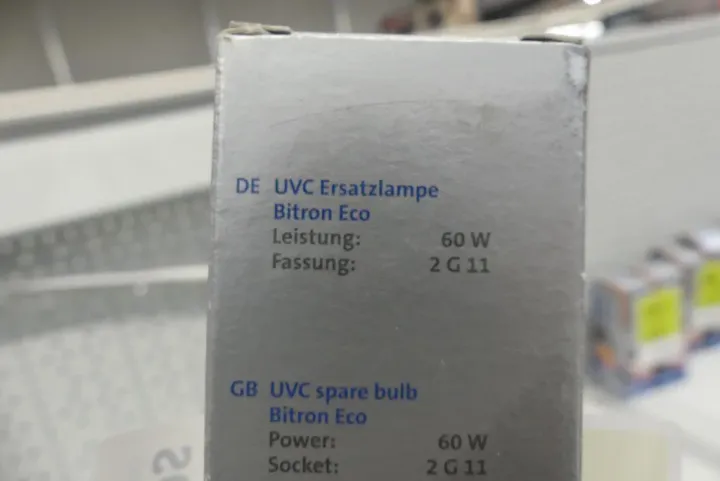 DE UVC Ersatzlampe
Bitron Eco
Leistung: 60 W
Fassung: 2 G 11
GB UVC spare bulb
Bitron Eco
Power: 60 W
Socket: 2 G 11